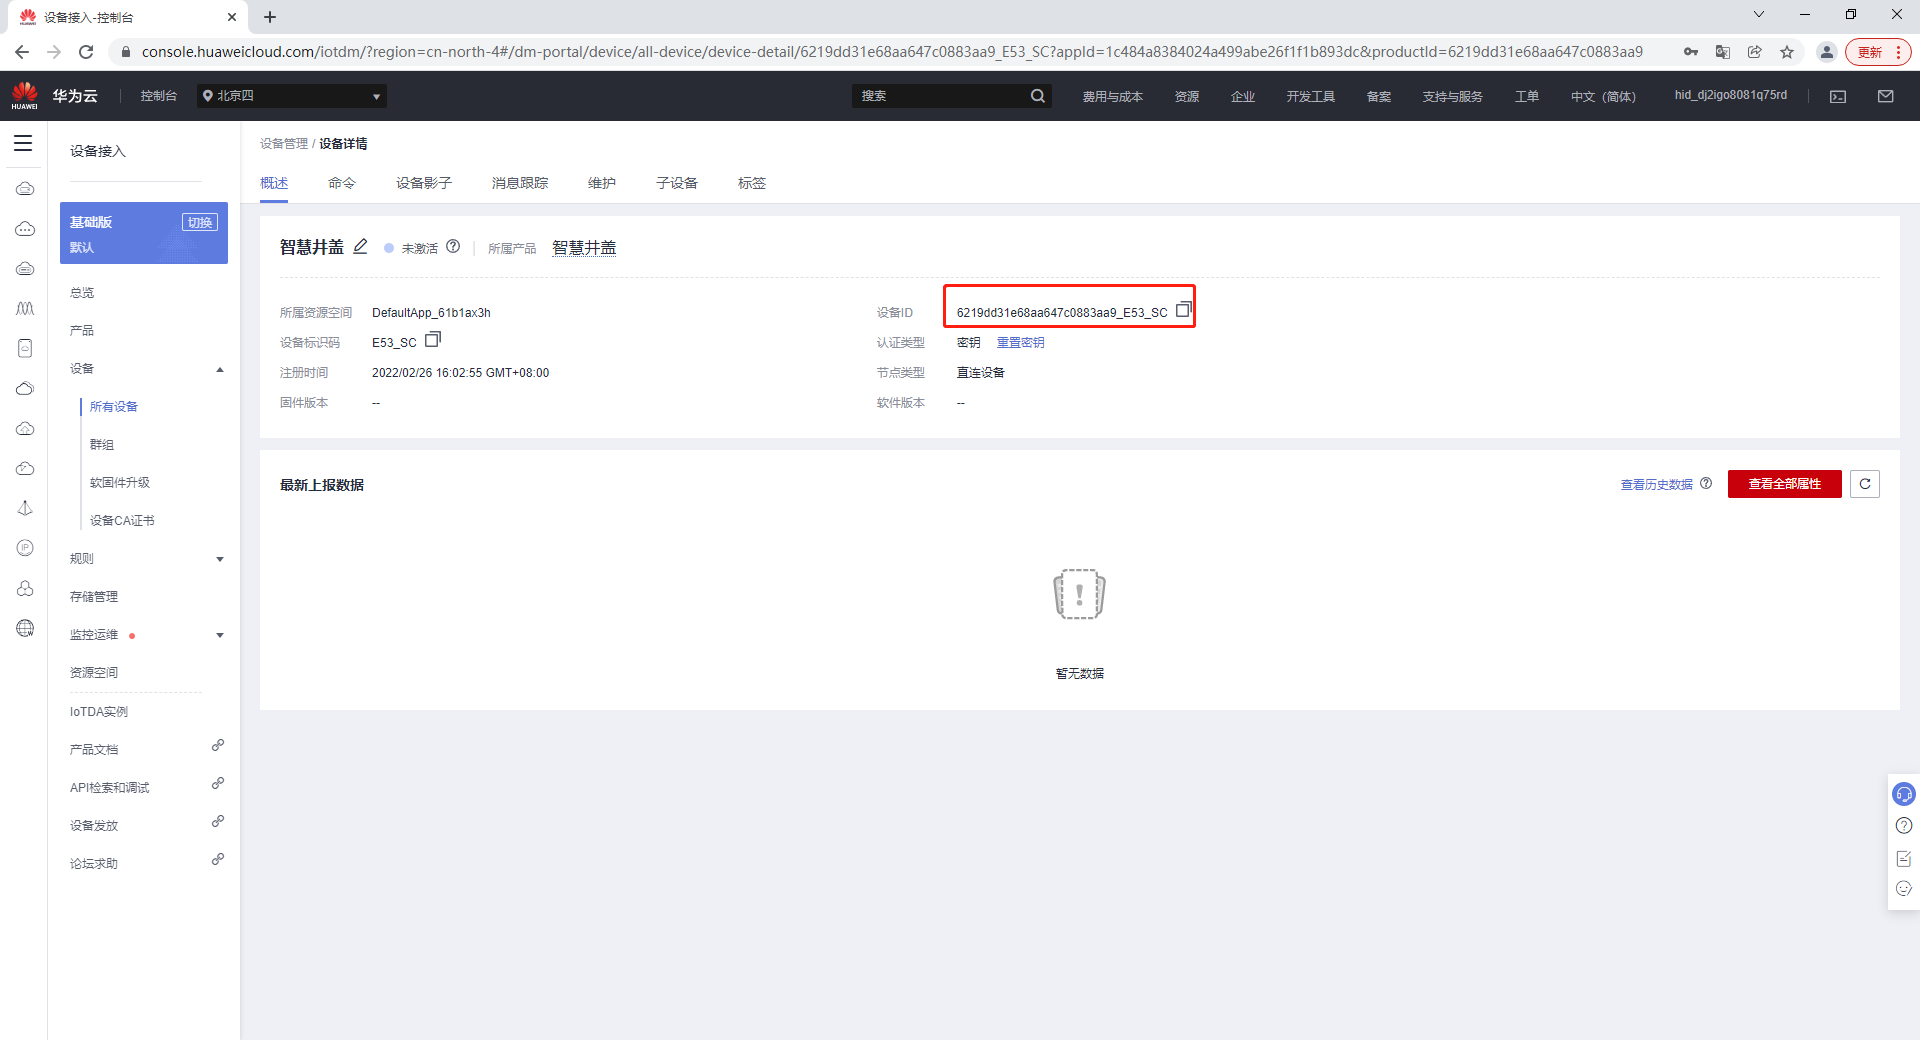 设备接入-控制台
console.huaweicloud.com/iotdm/?region=cn-north-4#/dm-portal/device/all-device/device-detail/6219dd31e68aa647c0883aa9_E53_SC?appId=1c484a8384024a499abe26f1f1b893dc&productId=6219dd31e68aa647c0883aa9
更新
HUAWEI
华为云
控制台
北京四
搜索
费用与成本
资源
企业
开发工具
备案
支持与服务
工单
中文（简体）
hid_dj2igo8081q75rd
设备接入
基础版
切换
默认
总览
产品
设备
所有设备
群组
软固件升级
设备CA证书
规则
存储管理
监控运维
资源空间
IoTDA实例
产品文档
API检索和调试
设备发放
论坛求助
IP
设备管理 / 设备详情
概述
命令
设备影子
消息跟踪
维护
子设备
标签
智慧井盖
未激活
所属产品
智慧井盖
所属资源空间 DefaultApp_61b1ax3h
设备ID 6219dd31e68aa647c0883aa9_E53_SC
设备标识码 E53_SC
认证类型 密钥 重置密钥
注册时间 2022/02/26 16:02:55 GMT+08:00
节点类型 直连设备
固件版本 --
软件版本 --
最新上报数据
查看历史数据
查看全部属性
暂无数据